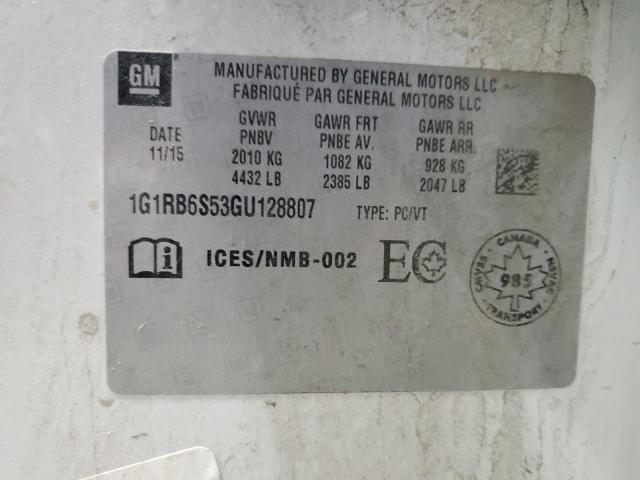 GM
MANUFACTURED BY GENERAL MOTORS LLC
FABRIQUÉ PAR GENERAL MOTORS LLC
DATE GVWR GAWR FRT GAWR RR
11/15 PNBV PNBE AV. PNBE ARR.
2010 KG 1082 KG 928 KG
4432 LB 2385 LB 2047 LB
1G1RB6S53GU128807 TYPE: PC/VT
i ICES/NMB-002 EC
CANADA
CMVSS 985 NSVAC
TRANSPORT